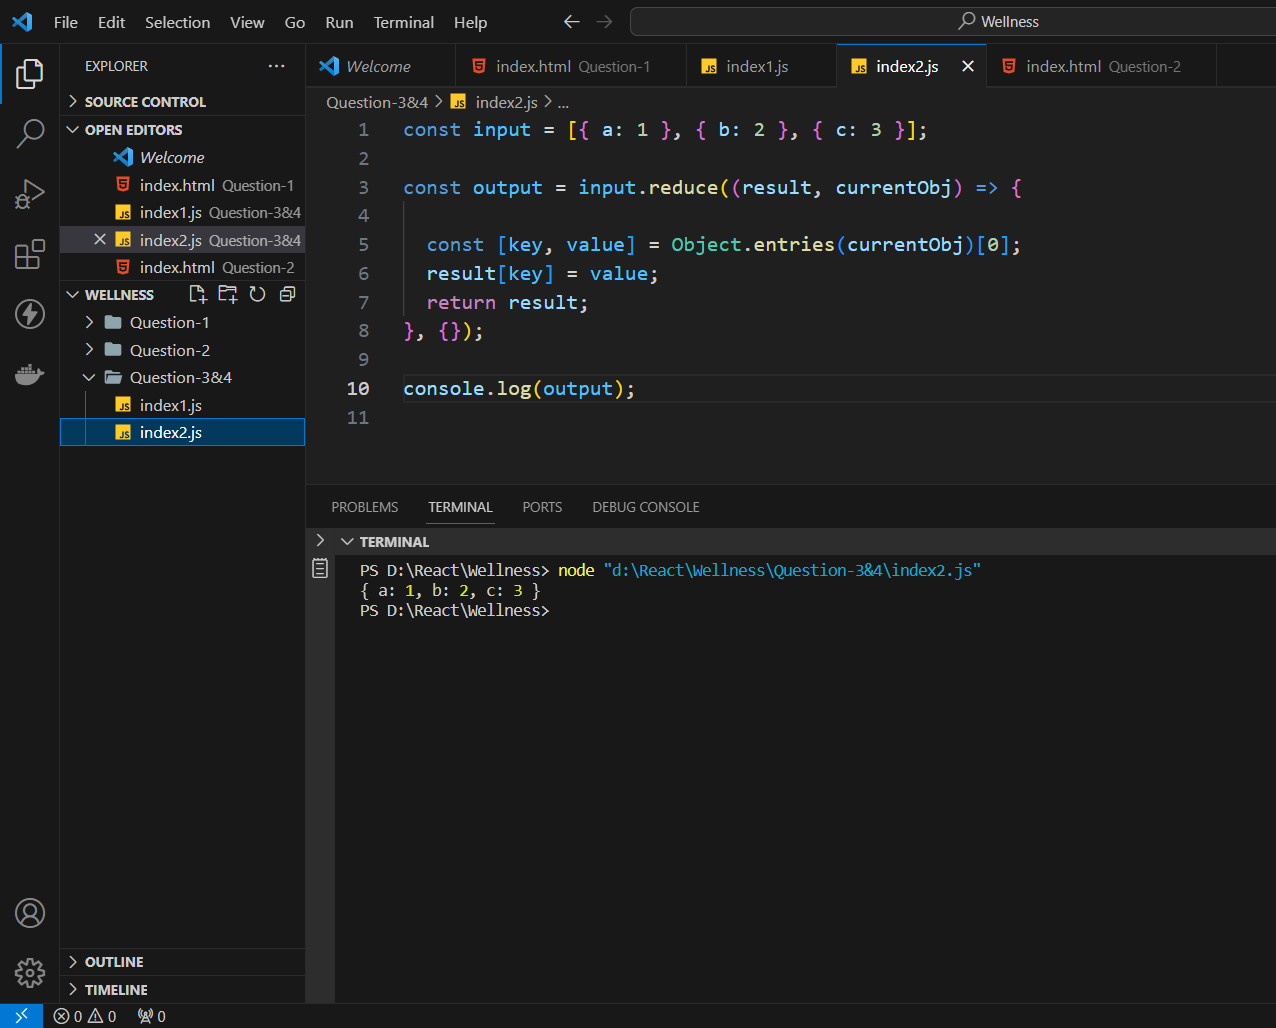 File Edit Selection View Go Run Terminal Help
Wellness
EXPLORER
SOURCE CONTROL
OPEN EDITORS
Welcome
index.html Question-1
index1.js Question-3&4
index2.js Question-3&4
index.html Question-2
WELLNESS
Question-1
Question-2
Question-3&4
index1.js
index2.js
OUTLINE
TIMELINE
Welcome
index.html Question-1
index1.js
index2.js
index.html Question-2
Question-3&4 > index2.js > ...
1 const input = [{ a: 1 }, { b: 2 }, { c: 3 }];
2
3 const output = input.reduce((result, currentObj) => {
4
5 const [key, value] = Object.entries(currentObj)[0];
6 result[key] = value;
7 return result;
8 }, {});
9
10 console.log(output);
11
PROBLEMS TERMINAL PORTS DEBUG CONSOLE
TERMINAL
PS D:\React\Wellness> node "d:\React\Wellness\Question-3&4\index2.js"
{ a: 1, b: 2, c: 3 }
PS D:\React\Wellness>
0 0 0